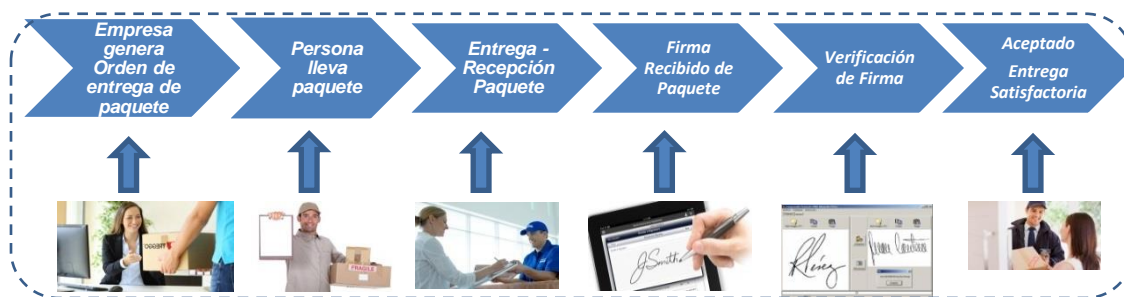 Empresa
genera
Orden de
entrega de
paquete
Persona
lleva
paquete
Entrega -
Recepción
Paquete
Firma
Recibido de
Paquete
Verificación
de Firma
Aceptado
Entrega
Satisfactoria
FRAGILE
JSmith